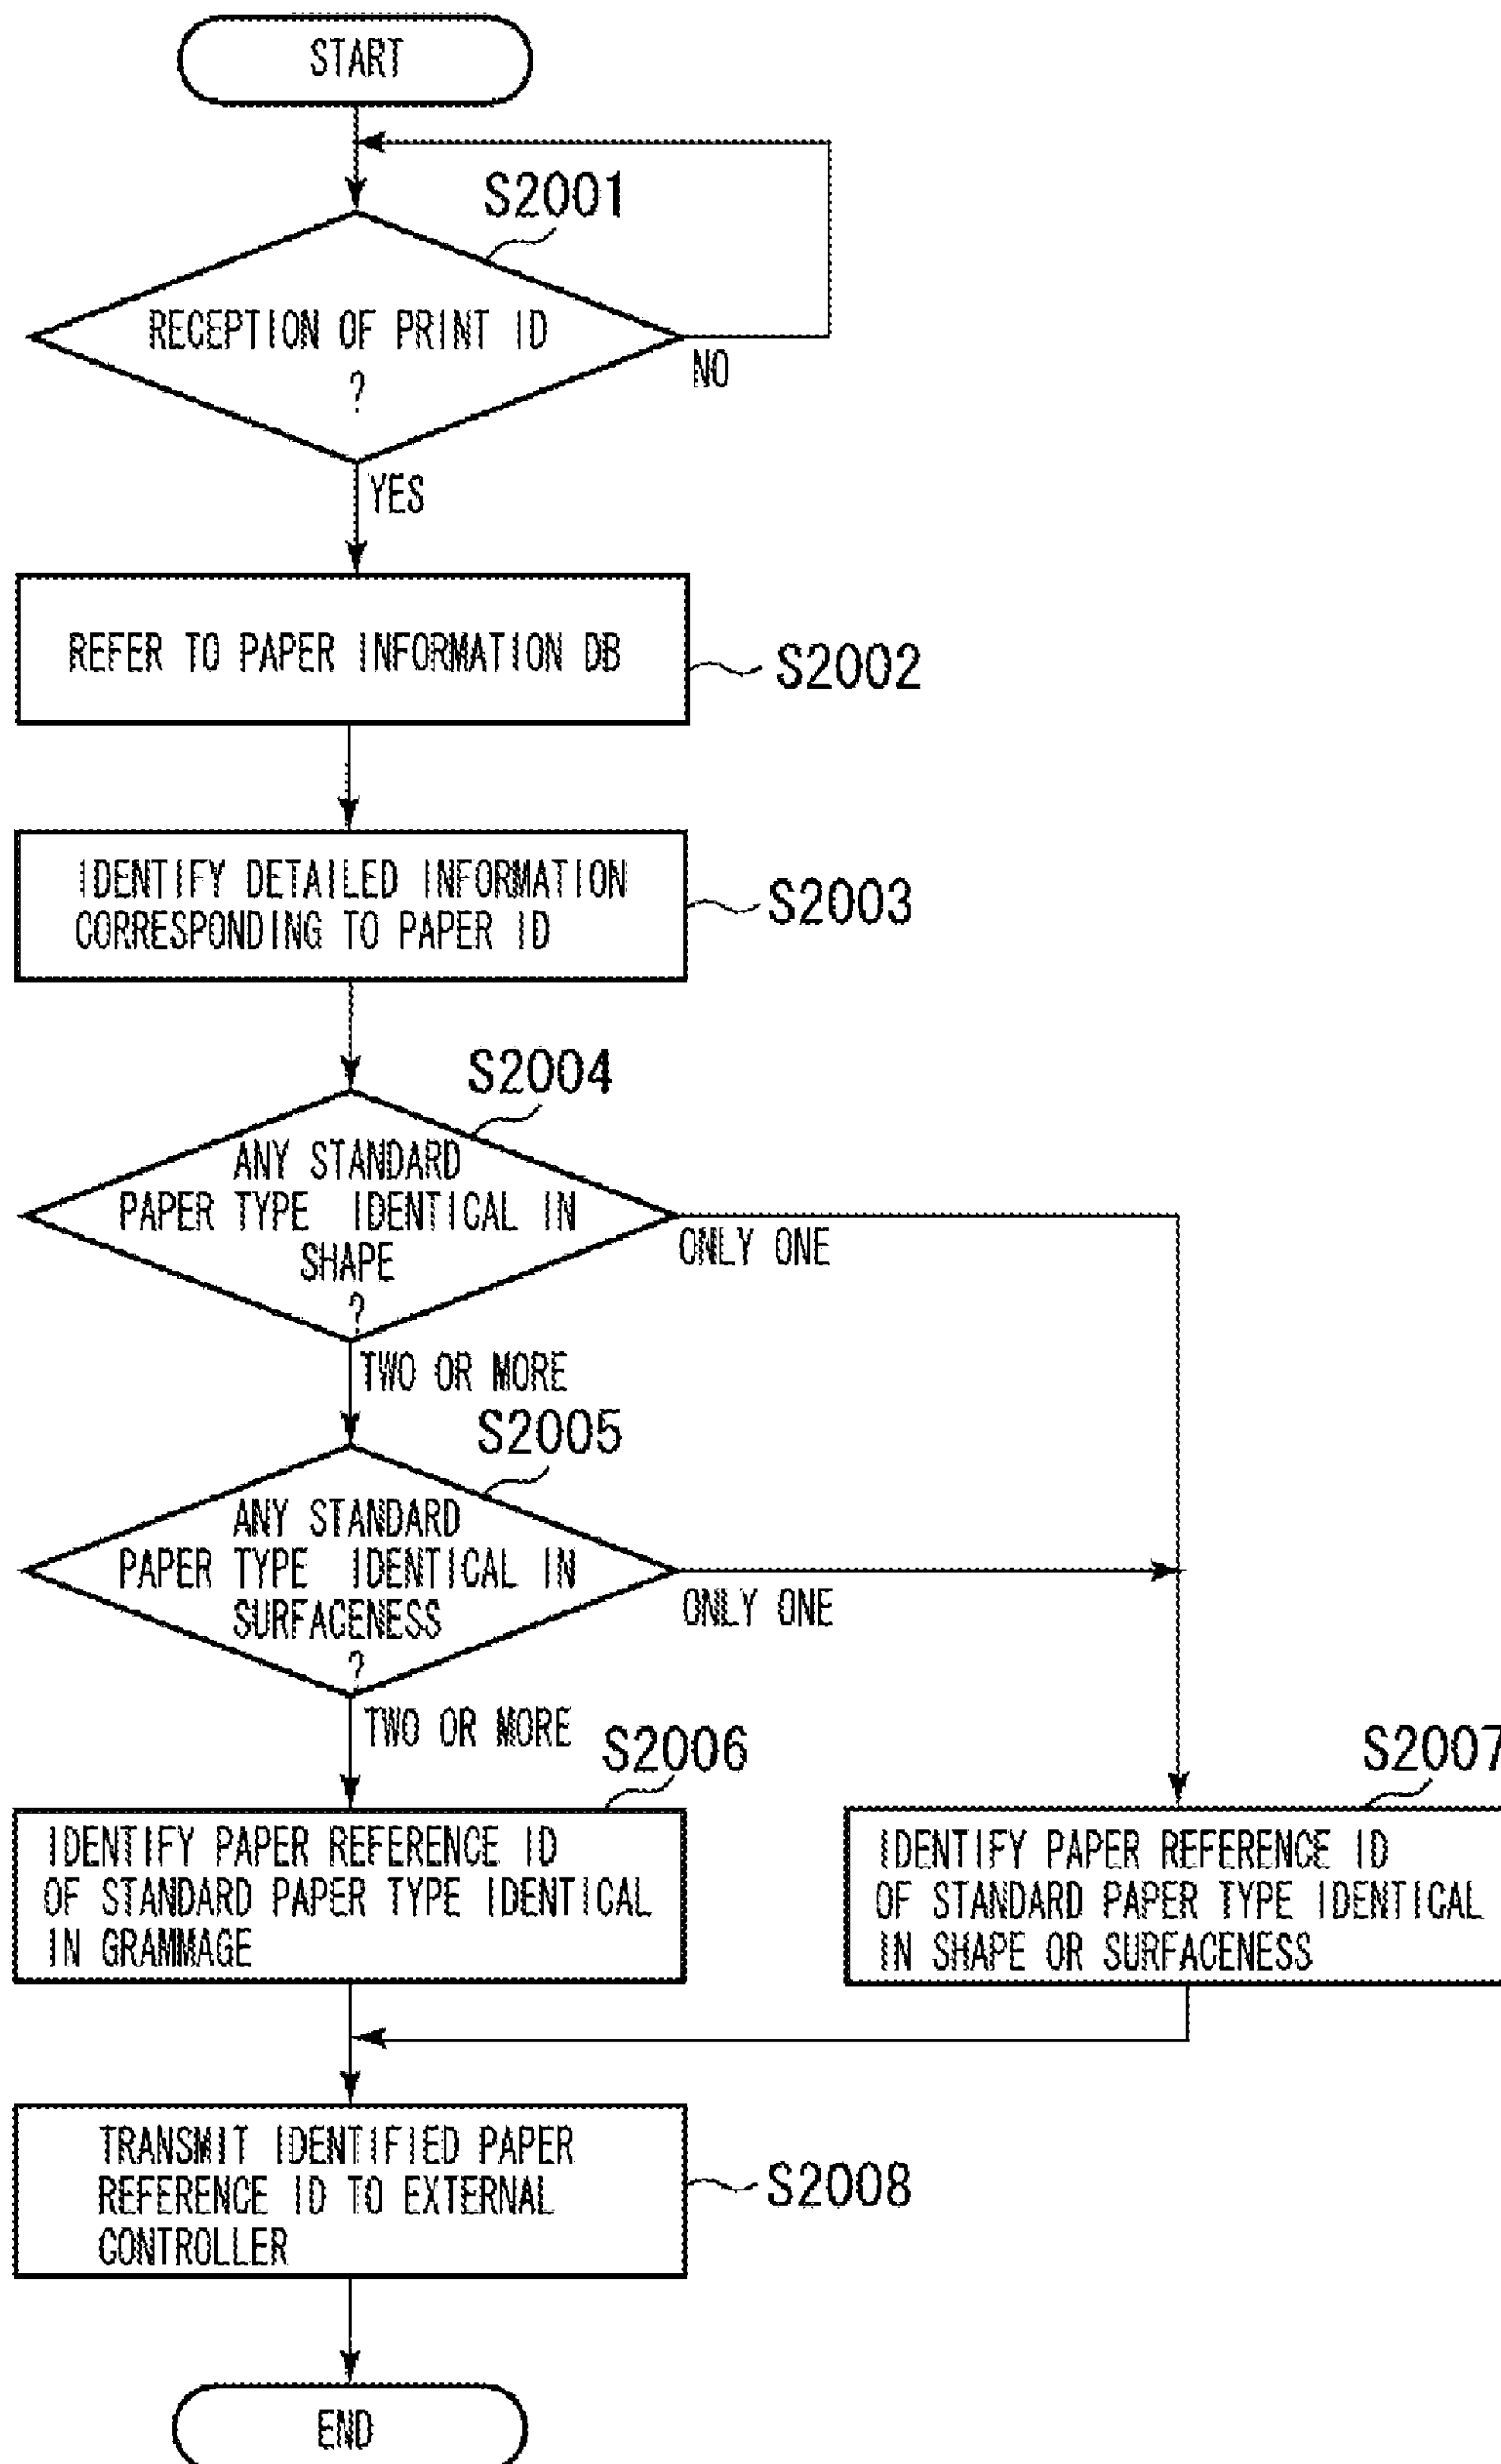 START
S2001
RECEPTION OF PRINT ID
?
NO
YES
REFER TO PAPER INFORMATION DB
S2002
IDENTIFY DETAILED INFORMATION
CORRESPONDING TO PAPER ID
S2003
S2004
ANY STANDARD
PAPER TYPE IDENTICAL IN
SHAPE
?
ONLY ONE
TWO OR MORE
S2005
ANY STANDARD
PAPER TYPE IDENTICAL IN
SURFACENESS
?
ONLY ONE
TWO OR MORE
S2006
IDENTIFY PAPER REFERENCE ID
OF STANDARD PAPER TYPE IDENTICAL
IN GRAMMAGE
S2007
IDENTIFY PAPER REFERENCE ID
OF STANDARD PAPER TYPE IDENTICAL
IN SHAPE OR SURFACENESS
TRANSMIT IDENTIFIED PAPER
REFERENCE ID TO EXTERNAL
CONTROLLER
S2008
END